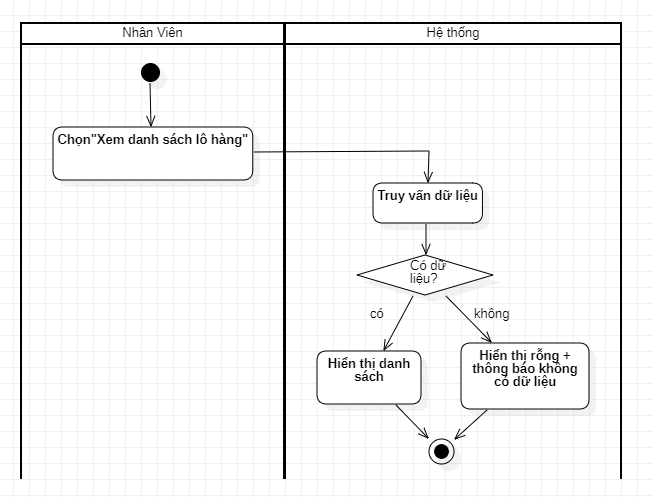 Nhân Viên
Hệ thống
Chọn"Xem danh sách lô hàng"
Truy vấn dữ liệu
Có dữ
liệu?
có
không
Hiển thị danh
sách
Hiển thị rỗng +
thông báo không
có dữ liệu